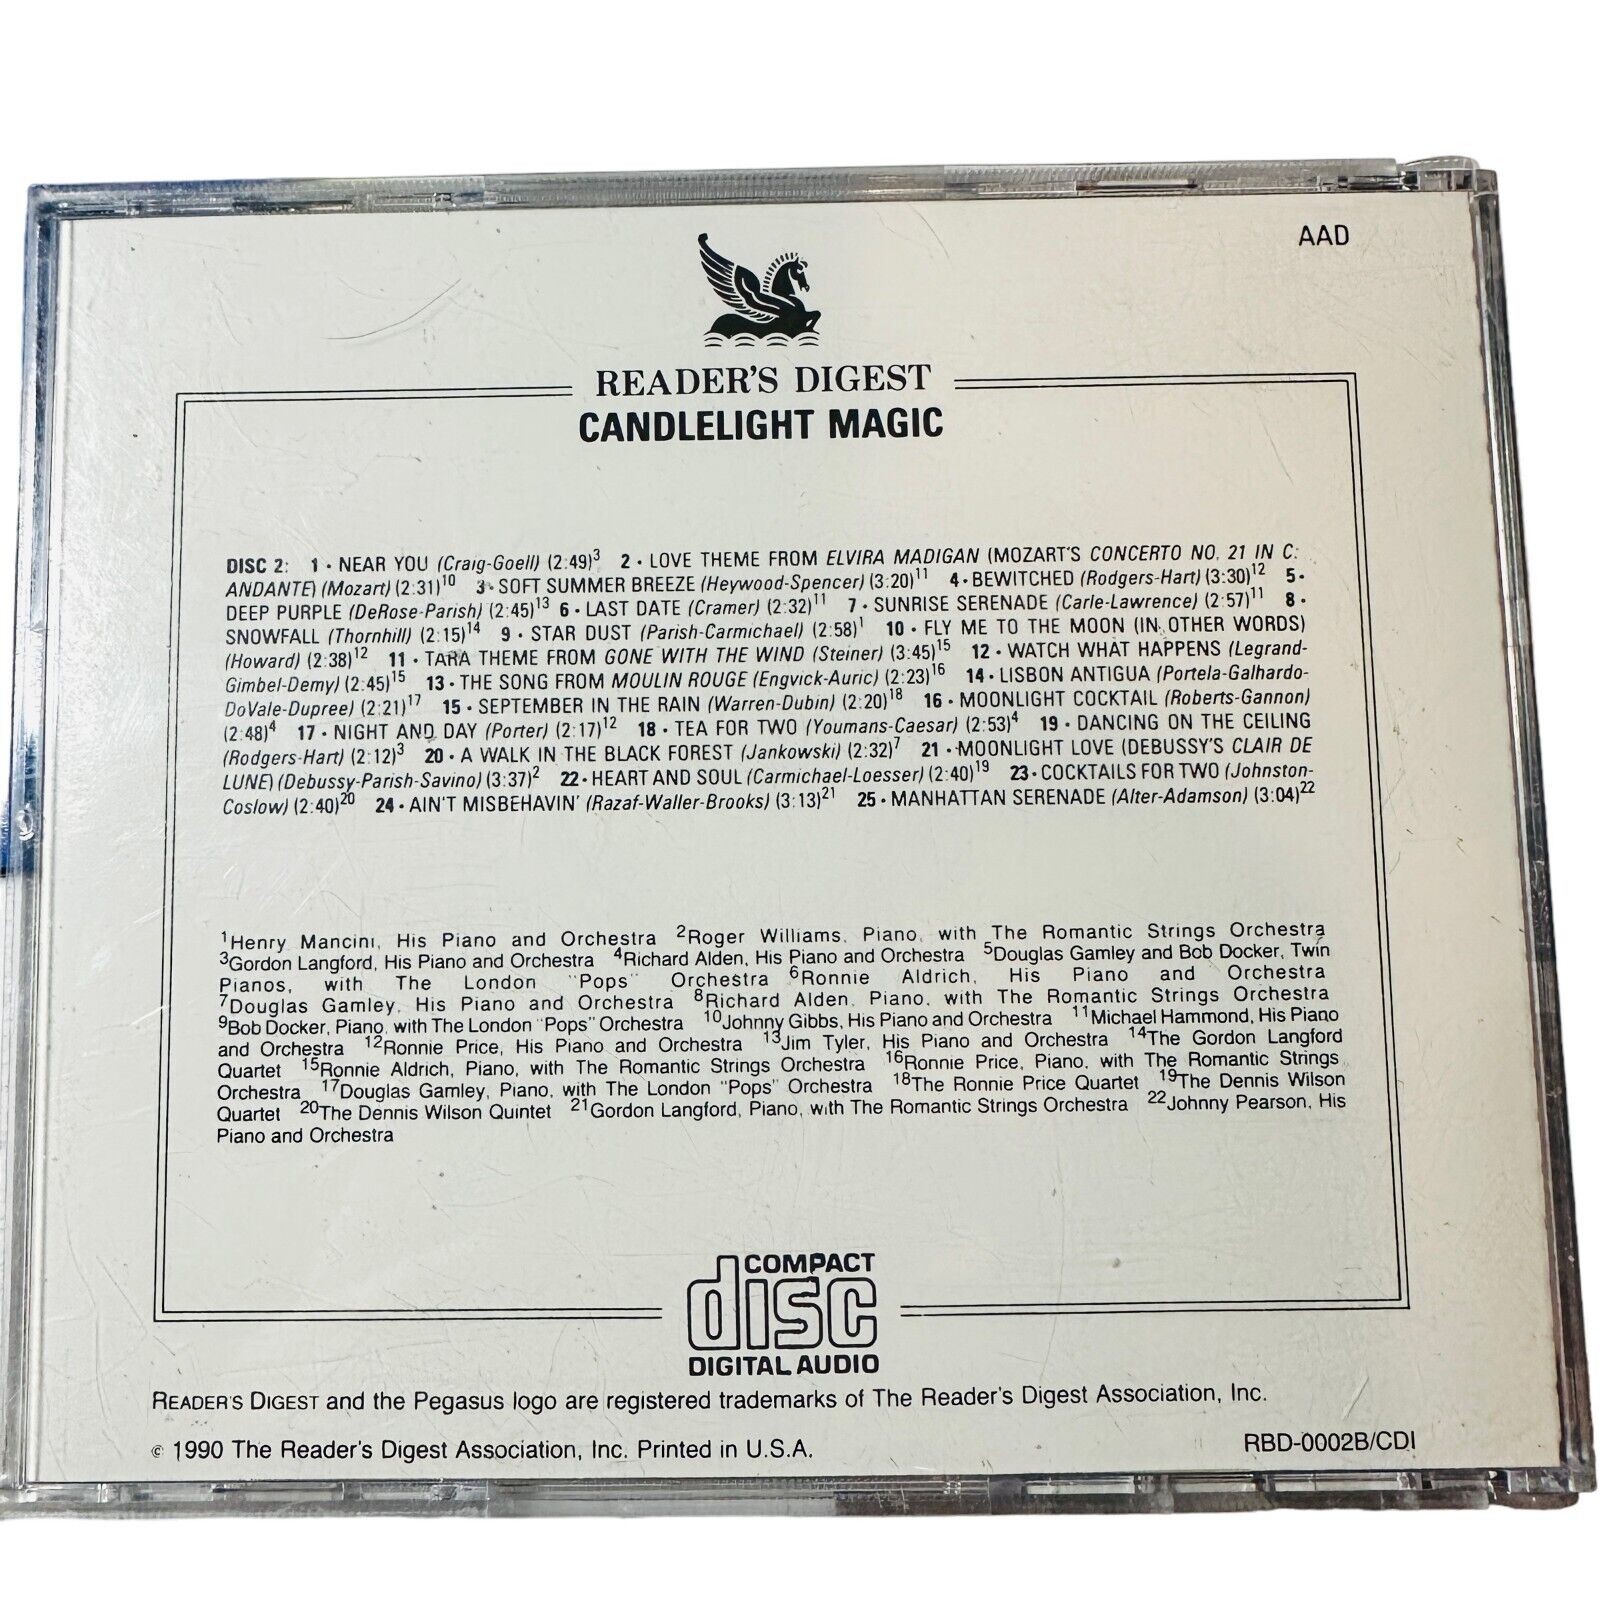 AAD
READER'S DIGEST
CANDLELIGHT MAGIC
DISC 2: 1 • NEAR YOU (Craig-Goell) (2:49)3 2 • LOVE THEME FROM ELVIRA MADIGAN (MOZART'S CONCERTO NO. 21 IN C:
ANDANTE) (Mozart) (2:31)10 3 • SOFT SUMMER BREEZE (Heywood-Spencer) (3:20)11 4 • BEWITCHED (Rodgers-Hart) (3:30)12 5 •
DEEP PURPLE (DeRose-Parish) (2:45)13 6 • LAST DATE (Cramer) (2:32)11 7 • SUNRISE SERENADE (Carle-Lawrence) (2:57)11 8 •
SNOWFALL (Thornhill) (2:15)14 9 • STAR DUST (Parish-Carmichael) (2:58)1 10 • FLY ME TO THE MOON (IN OTHER WORDS)
(Howard) (2:38)12 11 • TARA THEME FROM GONE WITH THE WIND (Steiner) (3:45)15 12 • WATCH WHAT HAPPENS (Legrand-
Gimbel-Demy) (2:45)15 13 • THE SONG FROM MOULIN ROUGE (Engvick-Auric) (2:23)16 14 • LISBON ANTIGUA (Portela-Galhardo-
DoVale-Dupree) (2:21)17 15 • SEPTEMBER IN THE RAIN (Warren-Dubin) (2:20)18 16 • MOONLIGHT COCKTAIL (Roberts-Gannon)
(2:48)4 17 • NIGHT AND DAY (Porter) (2:17)12 18 • TEA FOR TWO (Youmans-Caesar) (2:53)4 19 • DANCING ON THE CEILING
(Rodgers-Hart) (2:12)3 20 • A WALK IN THE BLACK FOREST (Jankowski) (2:32)7 21 • MOONLIGHT LOVE (DEBUSSY'S CLAIR DE
LUNE) (Debussy-Parish-Savino) (3:37)2 22 • HEART AND SOUL (Carmichael-Loesser) (2:40)19 23 • COCKTAILS FOR TWO (Johnston-
Coslow) (2:40)20 24 • AIN'T MISBEHAVIN' (Razaf-Waller-Brooks) (3:13)21 25 • MANHATTAN SERENADE (Alter-Adamson) (3:04)22
1Henry Mancini, His Piano and Orchestra 2Roger Williams, Piano, with The Romantic Strings Orchestra
3Gordon Langford, His Piano and Orchestra 4Richard Alden, His Piano and Orchestra 5Douglas Gamley and Bob Docker, Twin
Pianos, with The London "Pops" Orchestra 6Ronnie Aldrich, His Piano and Orchestra
7Douglas Gamley, His Piano and Orchestra 8Richard Alden, Piano, with The Romantic Strings Orchestra
9Bob Docker, Piano, with The London "Pops" Orchestra 10Johnny Gibbs, His Piano and Orchestra 11Michael Hammond, His Piano
and Orchestra 12Ronnie Price, His Piano and Orchestra 13Jim Tyler, His Piano and Orchestra 14The Gordon Langford
Quartet 15Ronnie Aldrich, Piano, with The Romantic Strings Orchestra 16Ronnie Price, Piano, with The Romantic Strings
Orchestra 17Douglas Gamley, Piano, with The London "Pops" Orchestra 18The Ronnie Price Quartet 19The Dennis Wilson
Quartet 20The Dennis Wilson Quintet 21Gordon Langford, Piano, with The Romantic Strings Orchestra 22Johnny Pearson, His
Piano and Orchestra
COMPACT
disc
DIGITAL AUDIO
READER'S DIGEST and the Pegasus logo are registered trademarks of The Reader's Digest Association, Inc.
© 1990 The Reader's Digest Association, Inc. Printed in U.S.A.
RBD-0002B/CDI